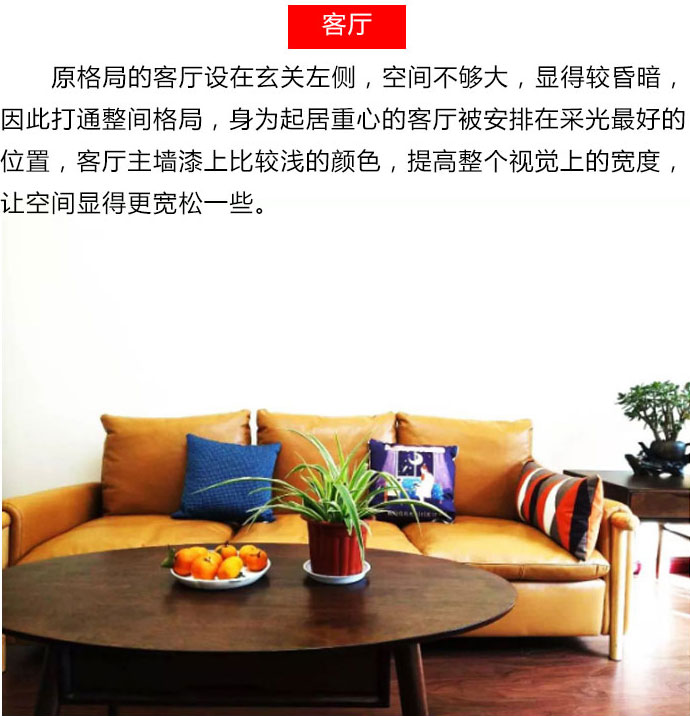 客厅
原格局的客厅设在玄关左侧，空间不够大，显得较昏暗，
因此打通整间格局，身为起居重心的客厅被安排在采光最好的
位置，客厅主墙漆上比较浅的颜色，提高整个视觉上的宽度，
让空间显得更宽松一些。